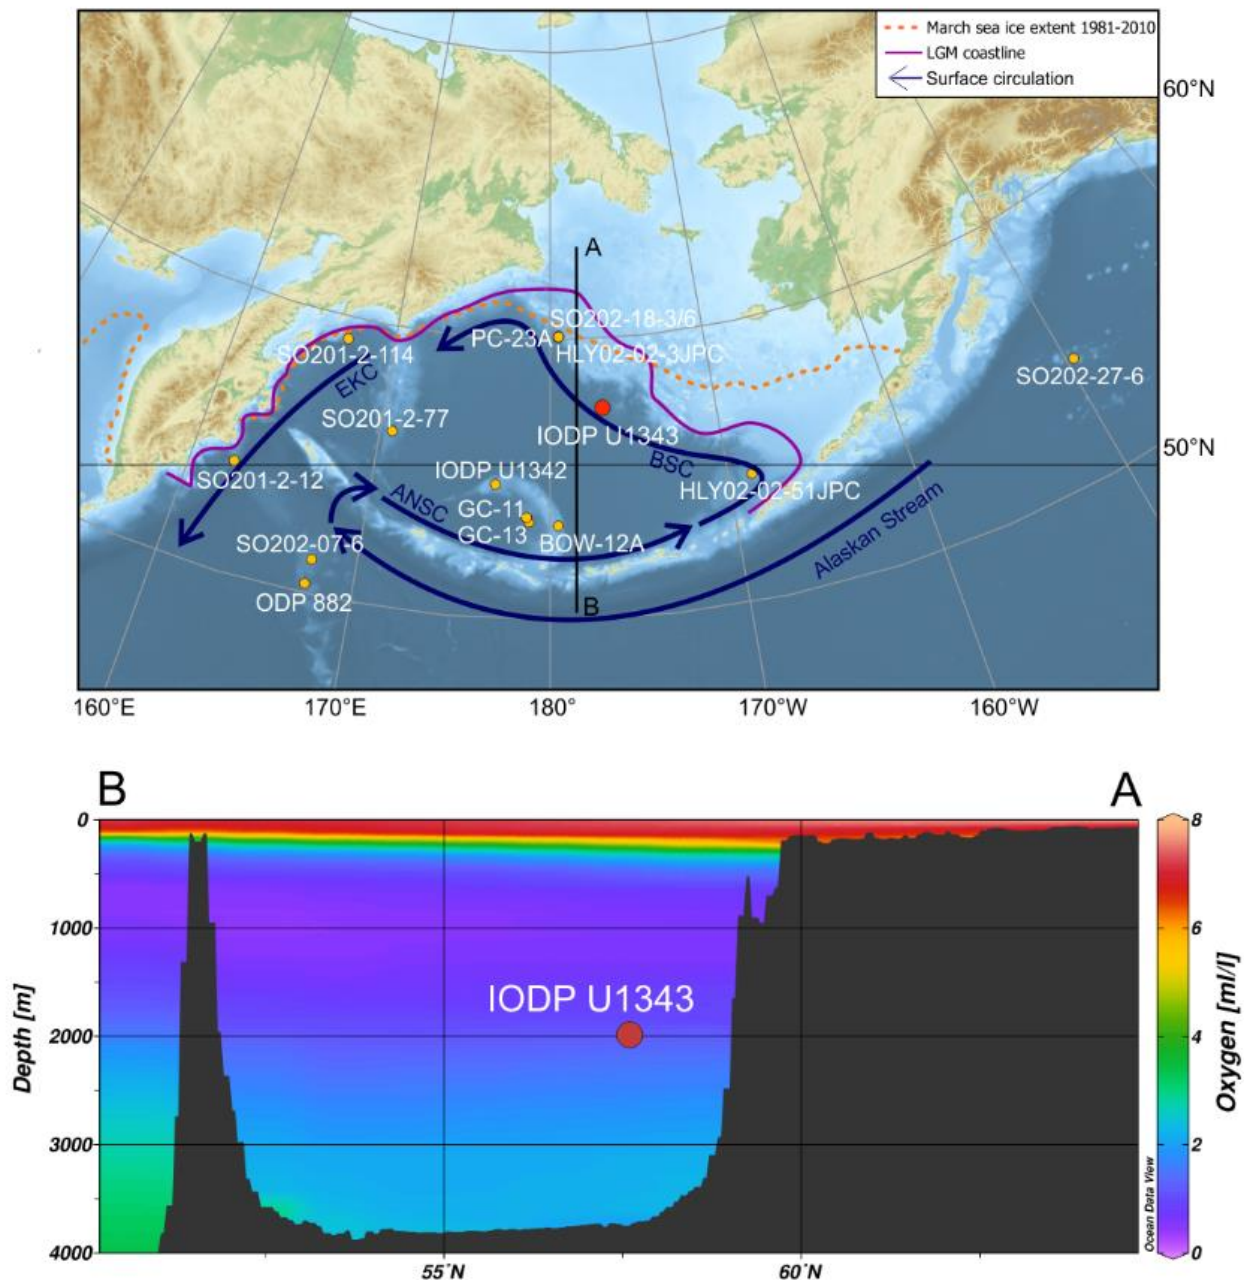 March sea ice extent 1981-2010
LGM coastline
Surface circulation
60°N
A
SO202-18-3/6
PC-23A
HLY02-02-3JPC
SO201-2-114
EKC
SO202-27-6
SO201-2-77
IODP U1343
50°N
BSC
IODP U1342
SO201-2-12
HLY02-02-51JPC
ANSC
GC-11
GC-13
BOW-12A
Alaskan Stream
SO202-07-6
ODP 882
B
160°E
170°E
180°
170°W
160°W
B
A
0
1000
2000
3000
4000
Depth [m]
IODP U1343
55°N
60°N
8
6
4
2
0
Oxygen [ml/l]
Ocean Data View